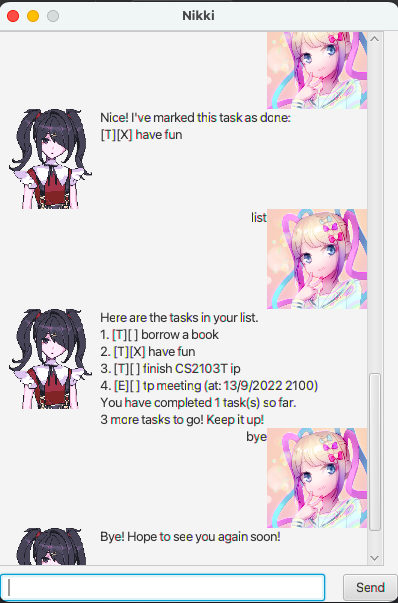 Nikki
Nice! I've marked this task as done:
[T][X] have fun
list
Here are the tasks in your list.
1. [T][ ] borrow a book
2. [T][X] have fun
3. [T][ ] finish CS2103T ip
4. [E][ ] tp meeting (at: 13/9/2022 2100)
You have completed 1 task(s) so far.
3 more tasks to go! Keep it up!
bye
Bye! Hope to see you again soon!
Send